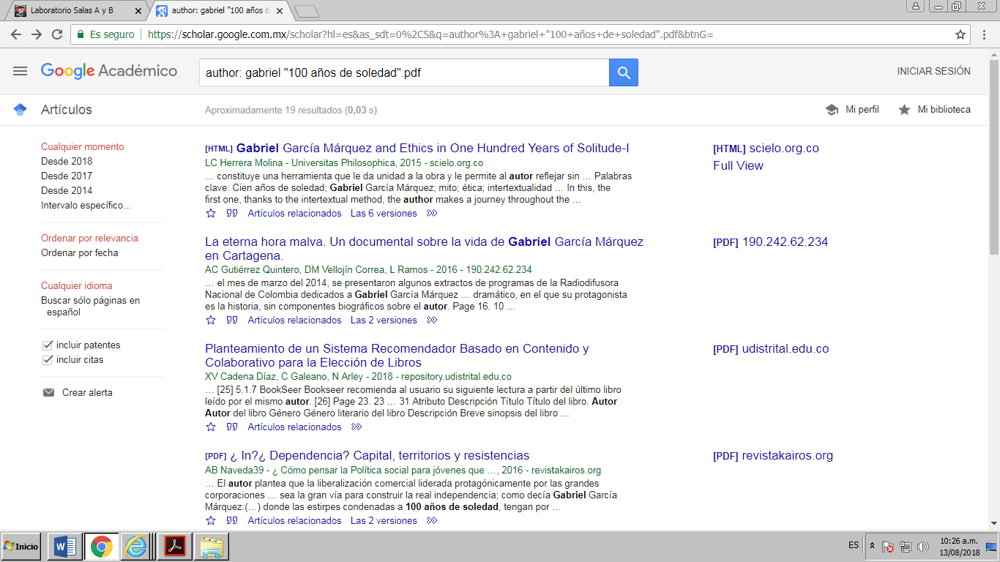 Laboratorio Salas A y B
author: gabriel "100 años d
Es seguro
https://scholar.google.com.mx/scholar?hl=es&as_sdt=0%2C5&q=author%3A+gabriel+"100+años+de+soledad".pdf&btnG=
Google Académico
author: gabriel "100 años de soledad".pdf
INICIAR SESIÓN
Artículos
Aproximadamente 19 resultados (0,03 s)
Mi perfil
Mi biblioteca
Cualquier momento
Desde 2018
Desde 2017
Desde 2014
Intervalo específico...
Ordenar por relevancia
Ordenar por fecha
Cualquier idioma
Buscar sólo páginas en
español
incluir patentes
incluir citas
Crear alerta
[HTML] Gabriel García Márquez and Ethics in One Hundred Years of Solitude-I
LC Herrera Molina - Universitas Philosophica, 2015 - scielo.org.co
… constituye una herramienta que le da unidad a la obra y le permite al autor reflejar sin … Palabras
clave: Cien años de soledad; Gabriel García Márquez; mito; ética; intertextualidad … In this, the
first one, thanks to the intertextual method, the author makes a journey throughout the …
Artículos relacionados Las 6 versiones
[HTML] scielo.org.co
Full View
La eterna hora malva. Un documental sobre la vida de Gabriel García Márquez
en Cartagena.
AC Gutiérrez Quintero, DM Vellojín Correa, L Ramos - 2016 - 190.242.62.234
… el mes de marzo del 2014, se presentaron algunos extractos de programas de la Radiodifusora
Nacional de Colombia dedicados a Gabriel García Márquez … dramático, en el que su protagonista
es la historia, sin componentes biográficos sobre el autor. Page 16. 10 …
Artículos relacionados Las 2 versiones
[PDF] 190.242.62.234
Planteamiento de un Sistema Recomendador Basado en Contenido y
Colaborativo para la Elección de Libros
XV Cadena Díaz, C Galeano, N Arley - 2018 - repository.udistrital.edu.co
… [25] 5.1.7 BookSeer Bookseer recomienda al usuario su siguiente lectura a partir del último libro
leído por el mismo autor. [26] Page 23. 23 … 31 Atributo Descripción Título Título del libro. Autor
Autor del libro Género Género literario del libro Descripción Breve sinopsis del libro …
Artículos relacionados
[PDF] udistrital.edu.co
[PDF] ¿ In?¿ Dependencia? Capital, territorios y resistencias
AB Naveda39 - ¿ Cómo pensar la Política social para jóvenes que …, 2016 - revistakairos.org
… El autor plantea que la liberalización comercial liderada protagónicamente por las grandes
corporaciones … sea la gran vía para construir la real independencia; como decía Gabriel García
Márquez:(…) donde las estirpes condenadas a 100 años de soledad, tengan por …
Artículos relacionados Las 2 versiones
[PDF] revistakairos.org
Inicio
ES
10:26 a.m.
13/08/2018